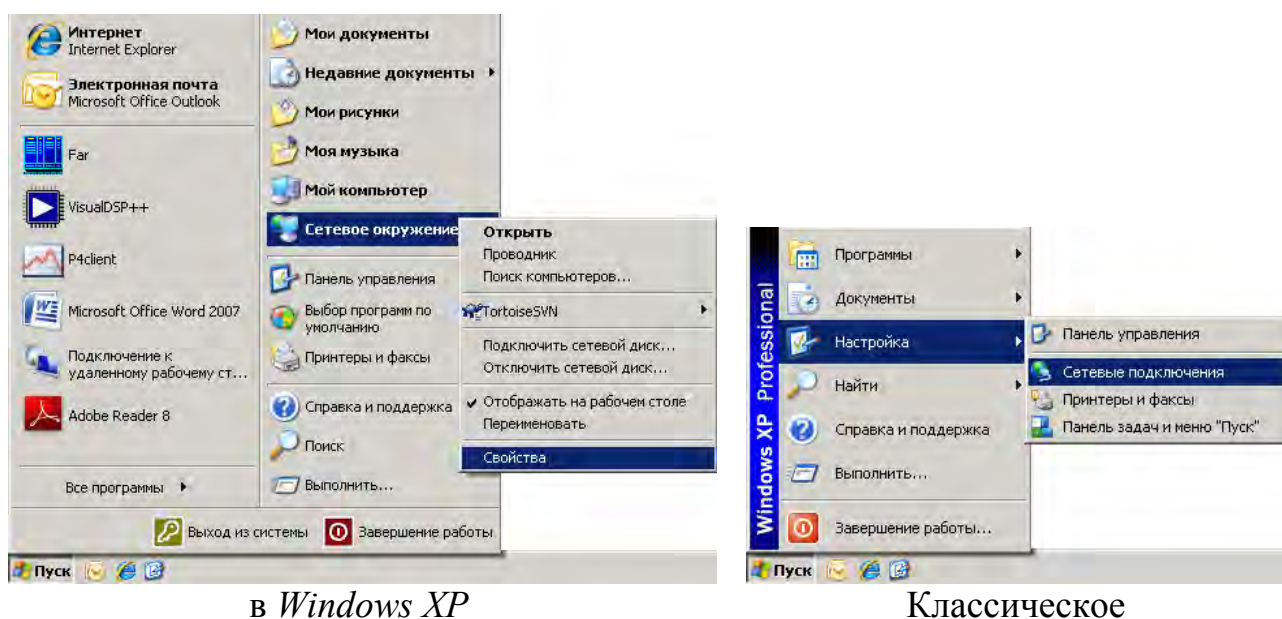 Интернет
Internet Explorer
Электронная почта
Microsoft Office Outlook
Far
VisualDSP++
P4client
Microsoft Office Word 2007
Подключение к
удаленному рабочему ст...
Adobe Reader 8
Все программы
Мои документы
Недавние документы
Мои рисунки
Моя музыка
Мой компьютер
Сетевое окружение
Панель управления
Выбор программ по
умолчанию
Принтеры и факсы
Справка и поддержка
Поиск
Выполнить...
Открыть
Проводник
Поиск компьютеров...
TortoiseSVN
Подключить сетевой диск...
Отключить сетевой диск...
Отображать на рабочем столе
Переименовать
Свойства
Выход из системы
Завершение работы
Пуск
в Windows XP
Windows XP Professional
Программы
Документы
Настройка
Найти
Справка и поддержка
Выполнить...
Завершение работы...
Панель управления
Сетевые подключения
Принтеры и факсы
Панель задач и меню "Пуск"
Пуск
Классическое